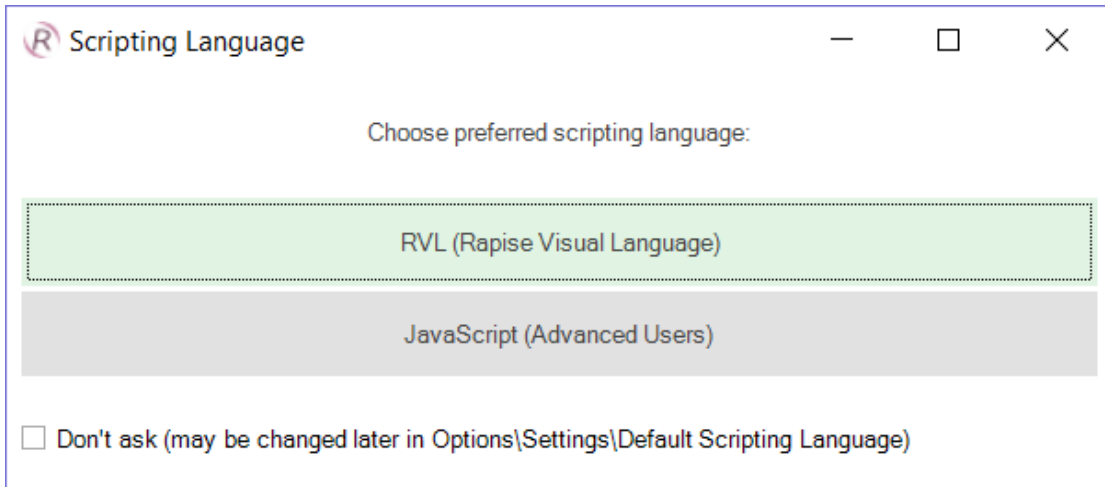 R Scripting Language
Choose preferred scripting language:
RVL (Rapise Visual Language)
JavaScript (Advanced Users)
Don't ask (may be changed later in Options\Settings\Default Scripting Language)